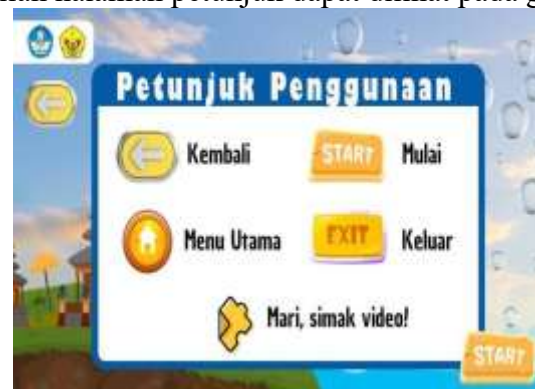 Petunjuk Penggunaan
Kembali
START
Mulai
Menu Utama
EXIT
Keluar
Mari, simak video!
START